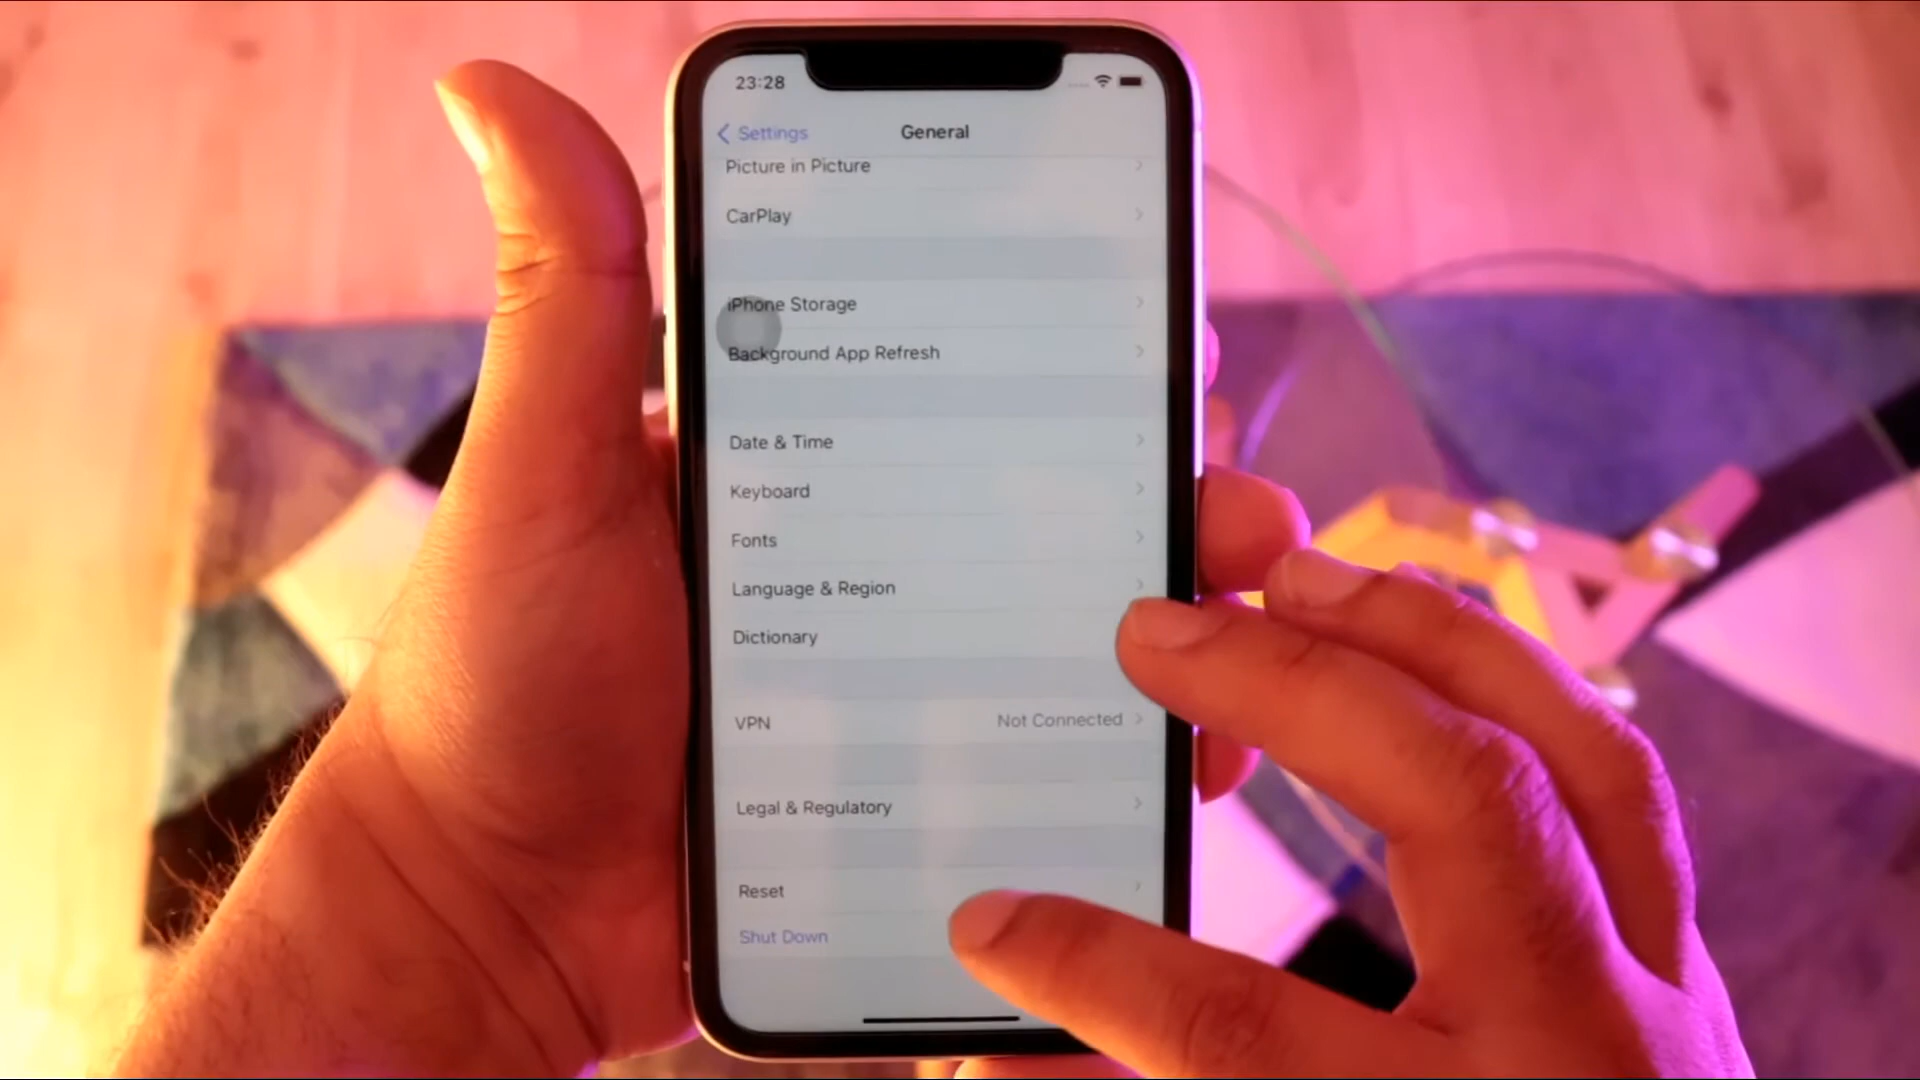 23:28
Settings
General
Picture in Picture
CarPlay
iPhone Storage
Background App Refresh
Date & Time
Keyboard
Fonts
Language & Region
Dictionary
VPN Not Connected
Legal & Regulatory
Reset
Shut Down